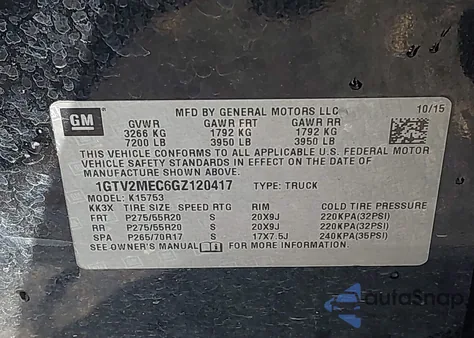 GM
MFD BY GENERAL MOTORS LLC 10/15
GVWR GAWR FRT GAWR RR
3266 KG 1792 KG 1792 KG
7200 LB 3950 LB 3950 LB
THIS VEHICLE CONFORMS TO ALL APPLICABLE U.S. FEDERAL MOTOR
VEHICLE SAFETY STANDARDS IN EFFECT ON THE DATE OF
MANUFACTURE SHOWN ABOVE.
1GTV2MEC6GZ120417 TYPE: TRUCK
MODEL: K15753
KK3X TIRE SIZE SPEED RTG RIM COLD TIRE PRESSURE
FRT P275/55R20 S 20X9J 220KPA(32PSI)
RR P275/55R20 S 20X9J 220KPA(32PSI)
SPA P265/70R17 S 17X7.5J 240KPA(35PSI)
SEE OWNER'S MANUAL FOR MORE INFORMATION.
autoSnap